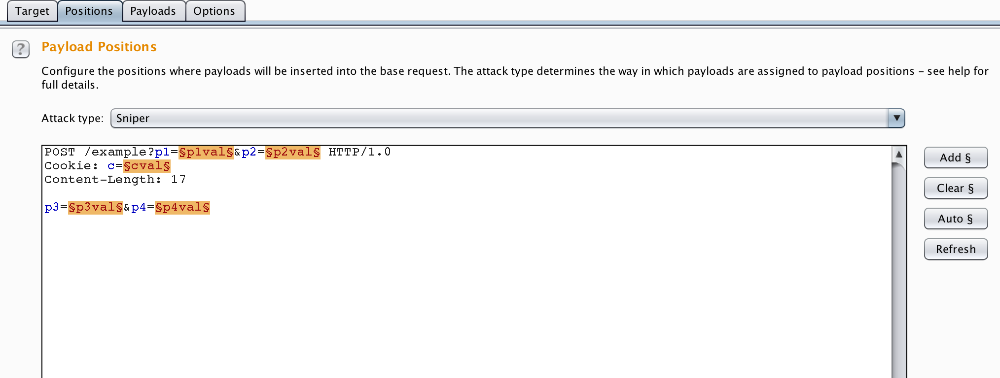 Target Positions Payloads Options
? Payload Positions
Configure the positions where payloads will be inserted into the base request. The attack type determines the way in which payloads are assigned to payload positions – see help for
full details.
Attack type: Sniper
POST /example?p1=§p1val§&p2=§p2val§ HTTP/1.0
Cookie: c=§cval§
Content-Length: 17
p3=§p3val§&p4=§p4val§
Add §
Clear §
Auto §
Refresh